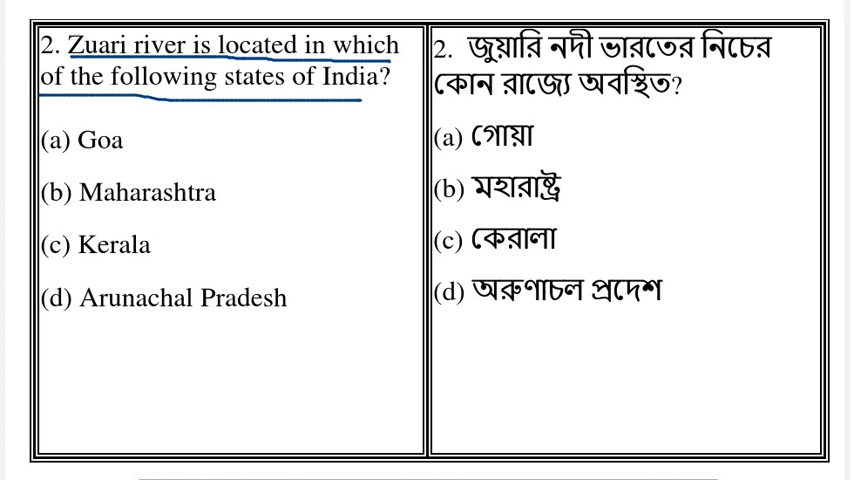 2. Zuari river is located in which
of the following states of India?
(a) Goa
(b) Maharashtra
(c) Kerala
(d) Arunachal Pradesh
2. জুয়ারি নদী ভারতের নিচের
কোন রাজ্যে অবস্থিত?
(a) গোয়া
(b) মহারাষ্ট্র
(c) কেরালা
(d) অরুণাচল প্রদেশ